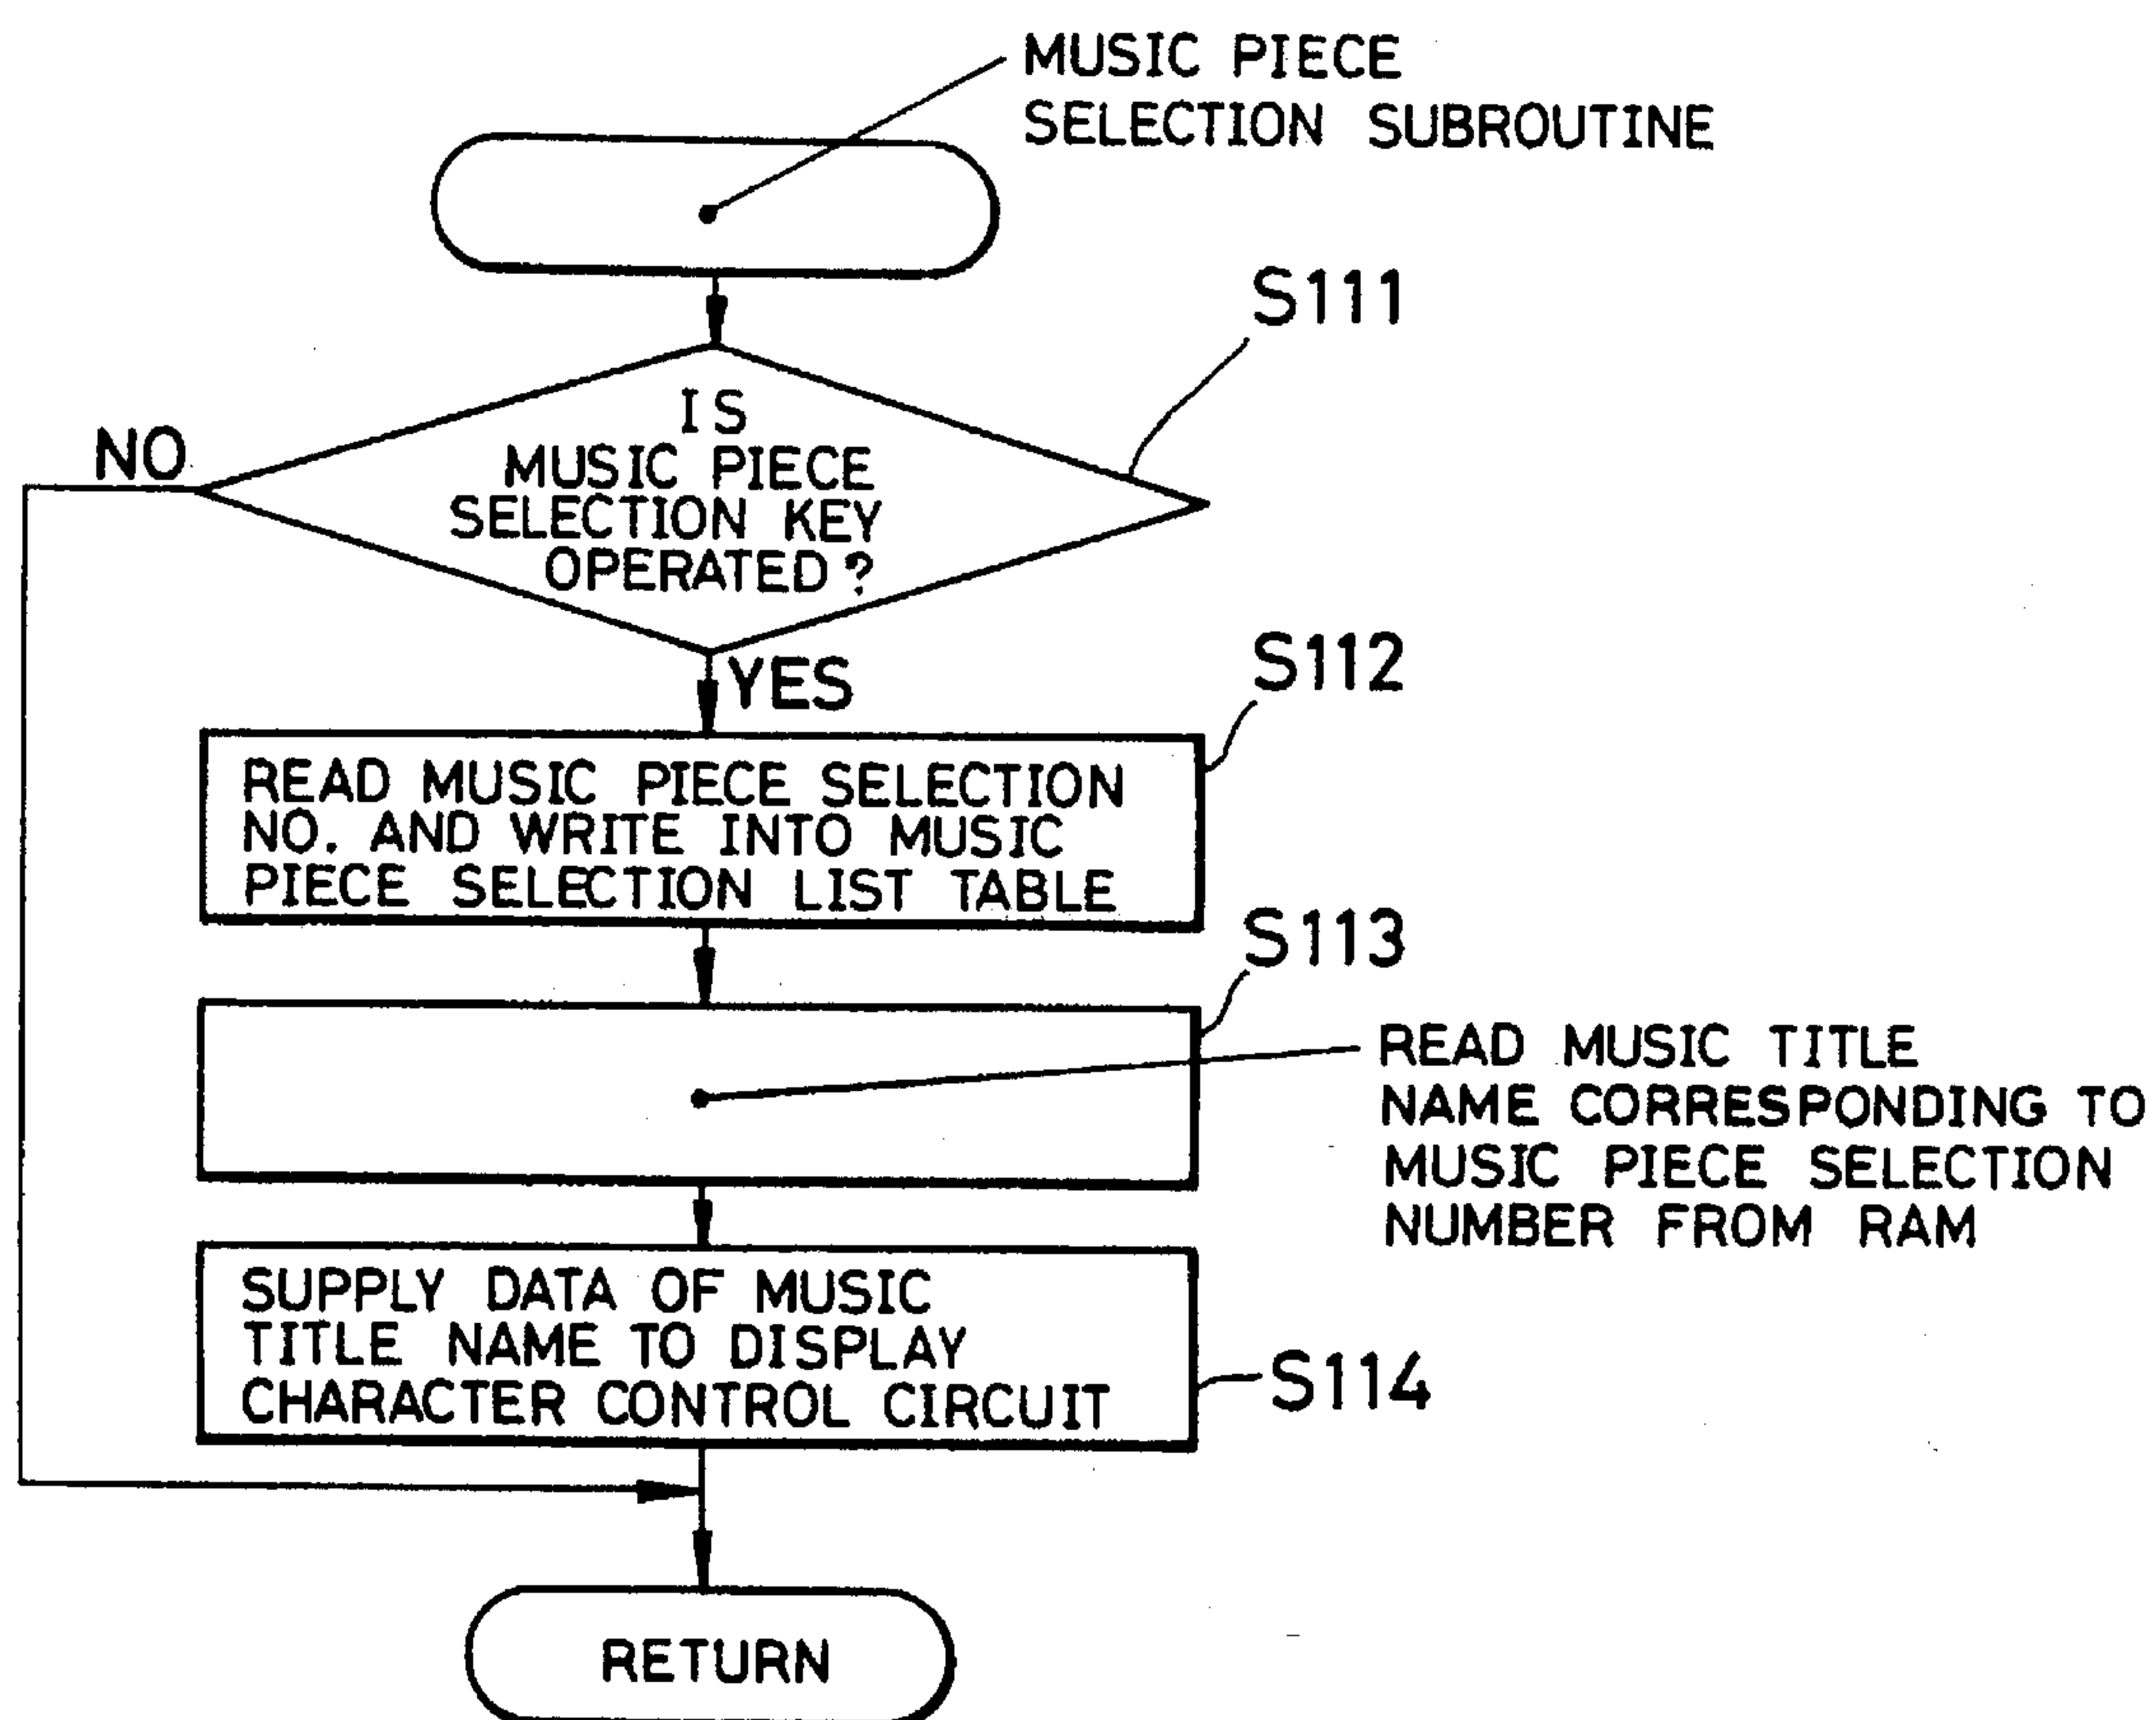 MUSIC PIECE
SELECTION SUBROUTINE
S111
IS
MUSIC PIECE
SELECTION KEY
OPERATED?
NO
YES
S112
READ MUSIC PIECE SELECTION
NO. AND WRITE INTO MUSIC
PIECE SELECTION LIST TABLE
S113
READ MUSIC TITLE
NAME CORRESPONDING TO
MUSIC PIECE SELECTION
NUMBER FROM RAM
SUPPLY DATA OF MUSIC
TITLE NAME TO DISPLAY
CHARACTER CONTROL CIRCUIT
S114
RETURN